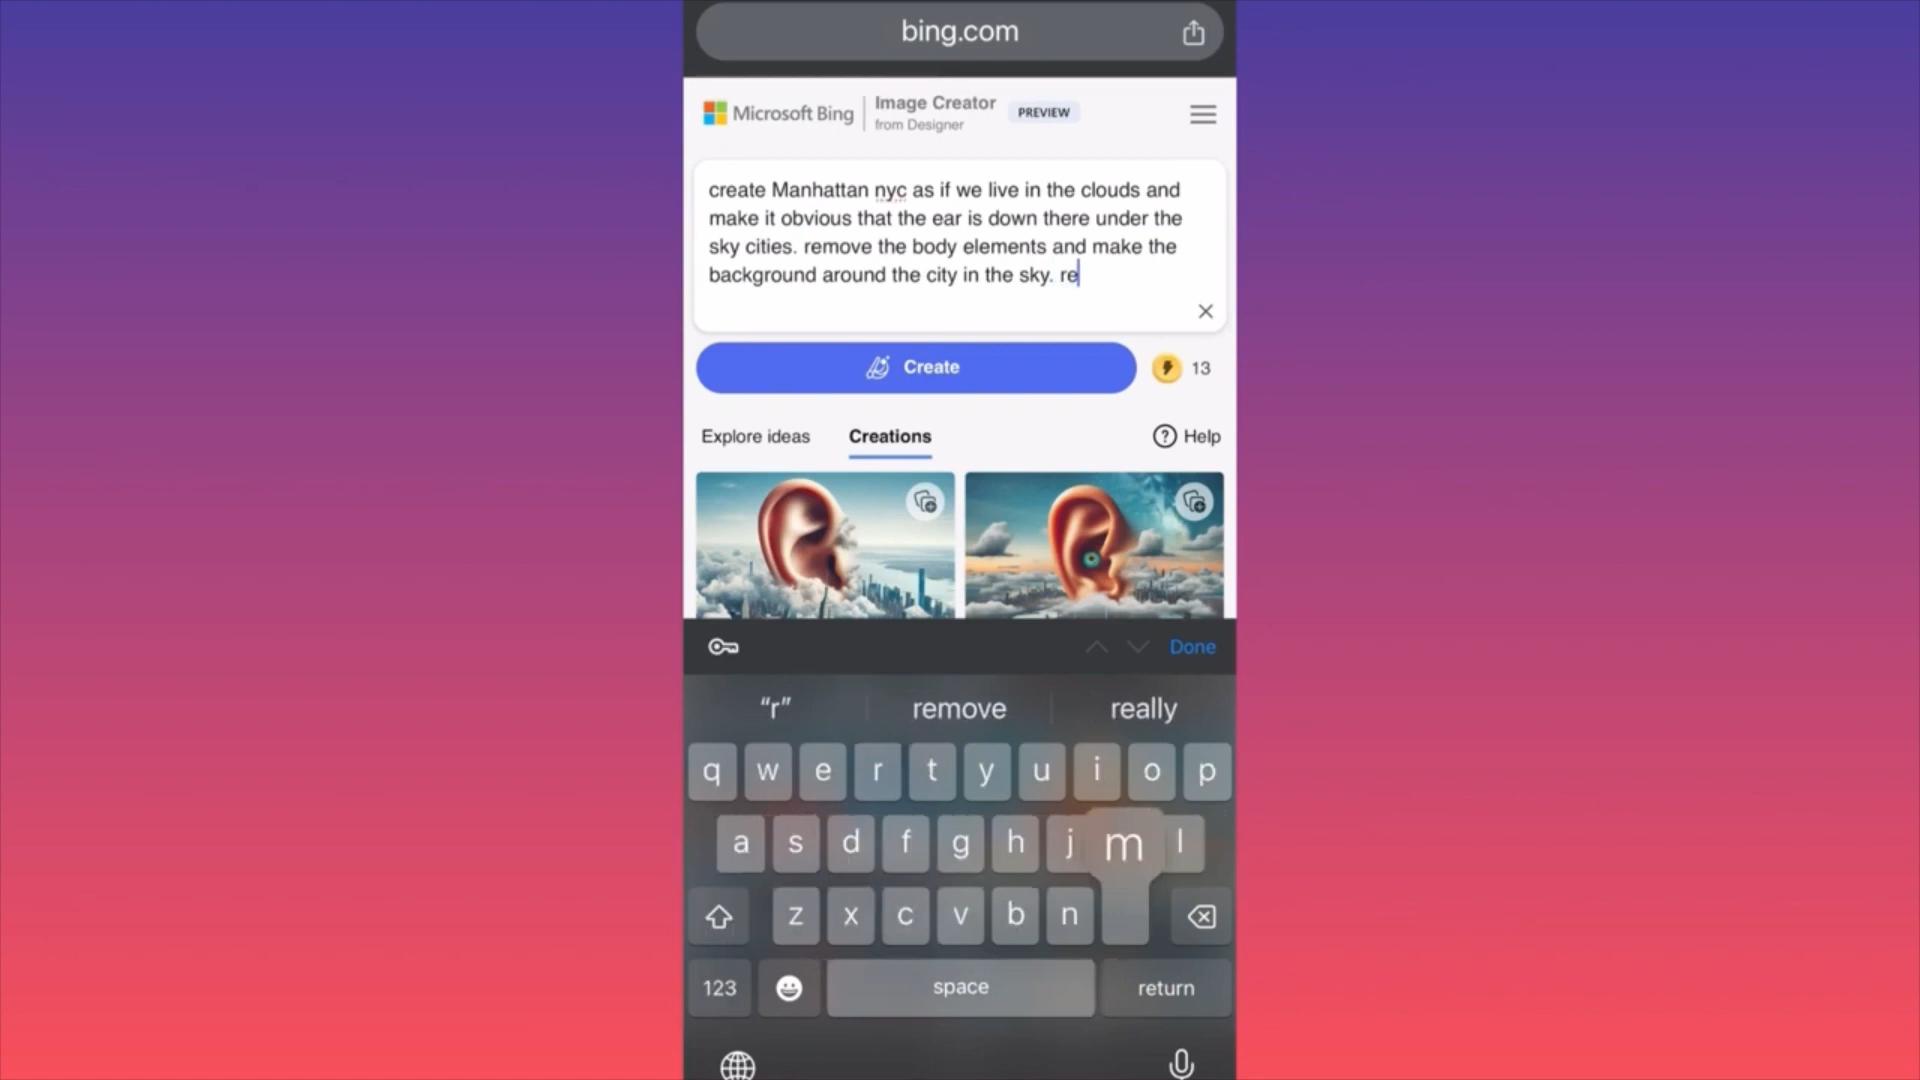 bing.com
Microsoft Bing
Image Creator
from Designer
PREVIEW
create Manhattan nyc as if we live in the clouds and
make it obvious that the ear is down there under the
sky cities. remove the body elements and make the
background around the city in the sky. re
Create
13
Explore ideas
Creations
? Help
Done
“r”
remove
really
q w e r t y u i o p
a s d f g h j m l
z x c v b n
123
space
return